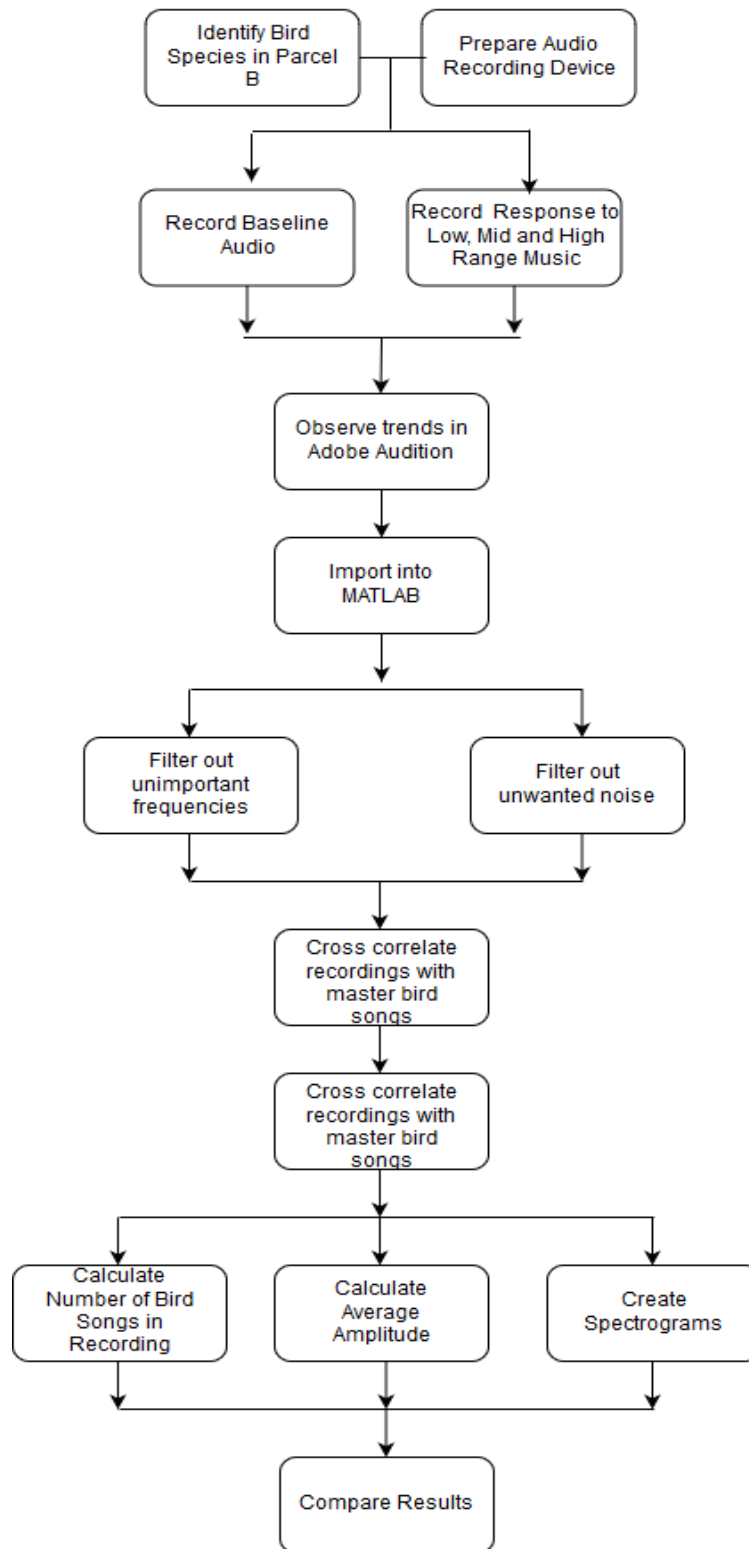 Identify Bird
Species in Parcel
B
Prepare Audio
Recording Device
Record Baseline
Audio
Record Response to
Low, Mid and High
Range Music
Observe trends in
Adobe Audition
Import into
MATLAB
Filter out
unimportant
frequencies
Filter out
unwanted noise
Cross correlate
recordings with
master bird
songs
Cross correlate
recordings with
master bird
songs
Calculate
Number of Bird
Songs in
Recording
Calculate
Average
Amplitude
Create
Spectrograms
Compare Results